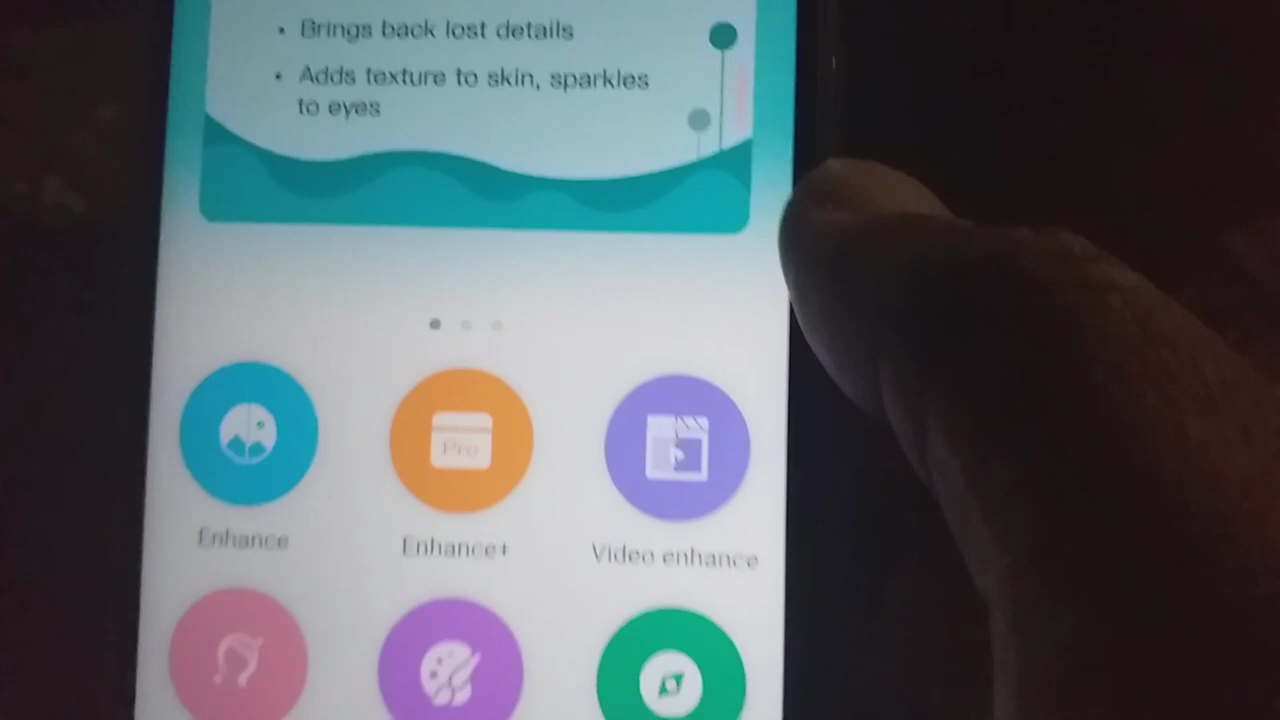 • Brings back lost details
• Adds texture to skin, sparkles
to eyes
Pro
Enhance
Enhance+
Video enhance